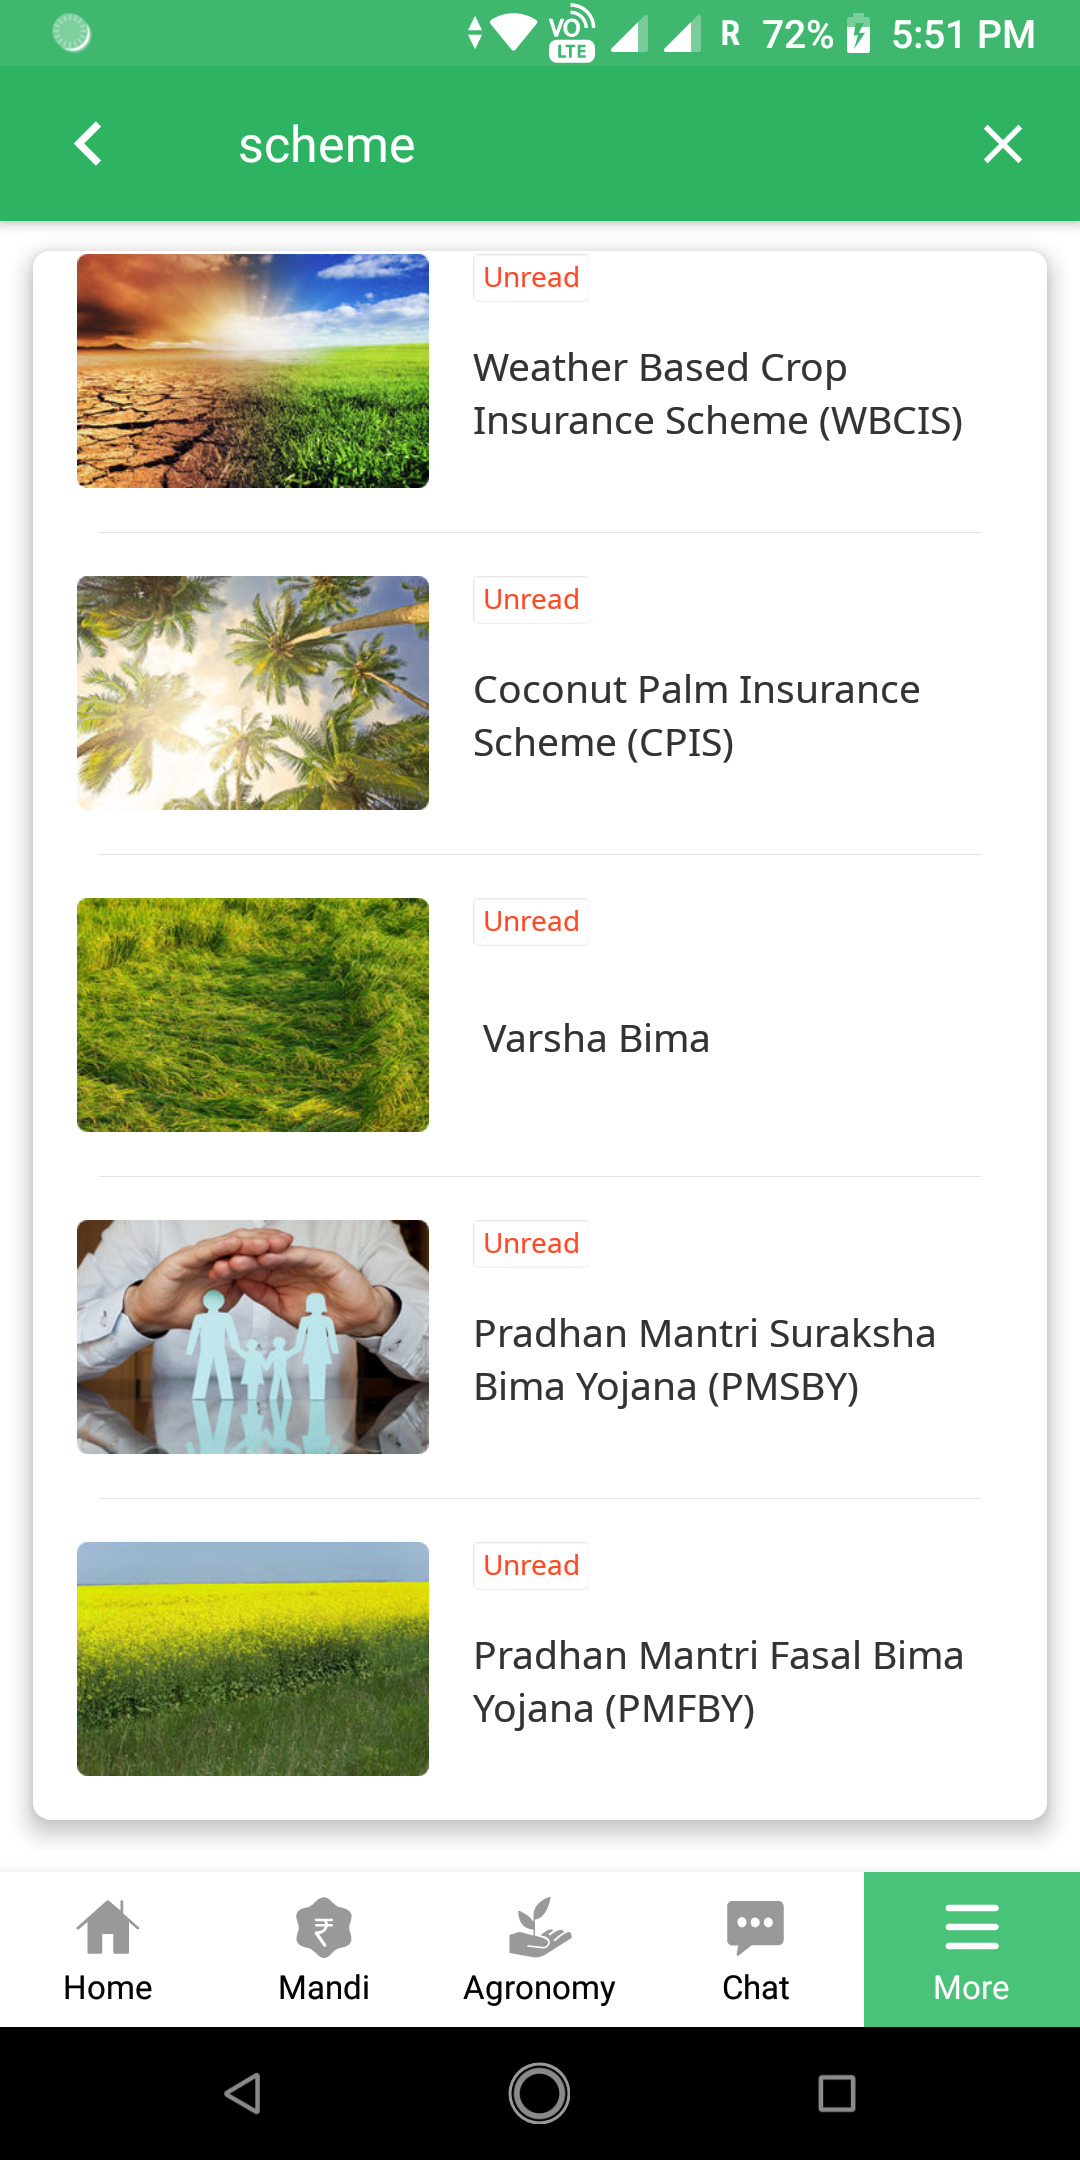 VO LTE R 72% 5:51 PM
scheme
Unread
Weather Based Crop
Insurance Scheme (WBCIS)
Unread
Coconut Palm Insurance
Scheme (CPIS)
Unread
Varsha Bima
Unread
Pradhan Mantri Suraksha
Bima Yojana (PMSBY)
Unread
Pradhan Mantri Fasal Bima
Yojana (PMFBY)
₹
Home Mandi Agronomy Chat More